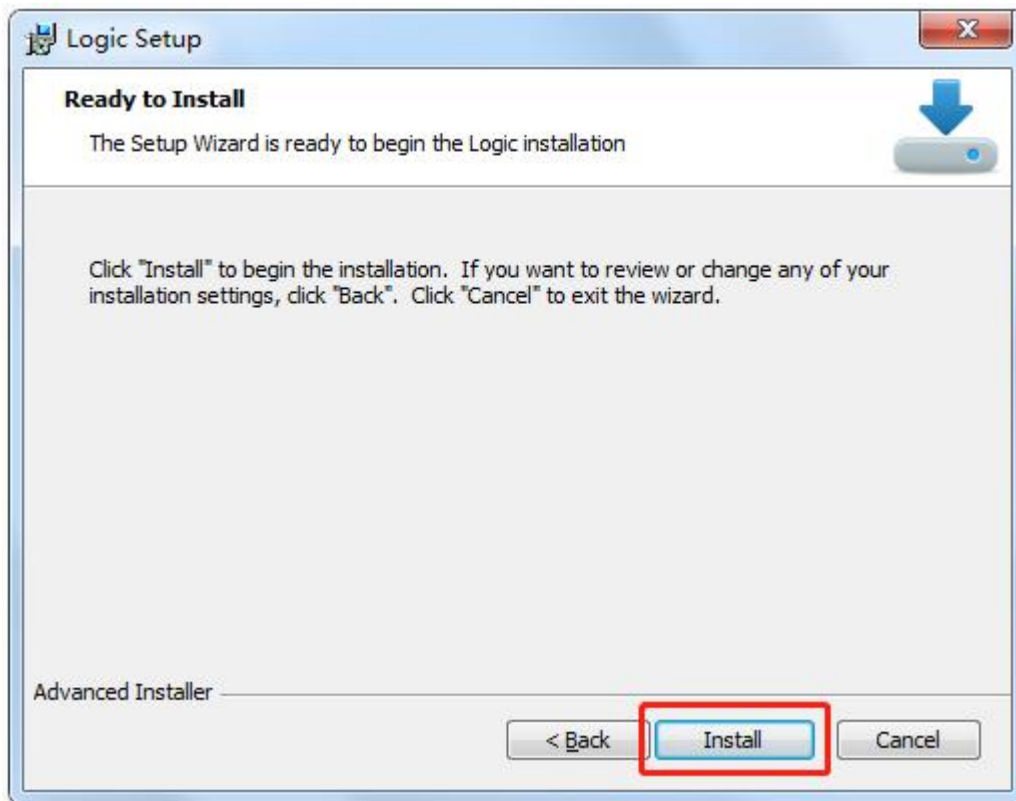 Logic Setup
Ready to Install
The Setup Wizard is ready to begin the Logic installation
Click "Install" to begin the installation.  If you want to review or change any of your
installation settings, click "Back".  Click "Cancel" to exit the wizard.
Advanced Installer
< Back
Install
Cancel